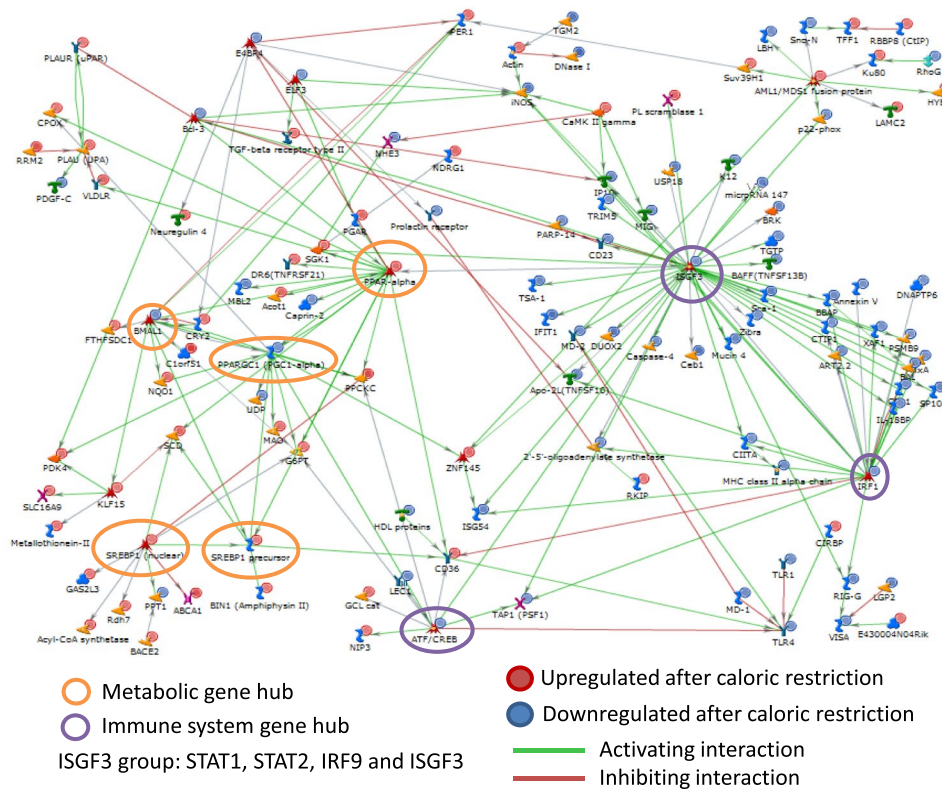 PER1
TGM2
E4BP4
PLAUR (uPAR)
Actin
DNase I
LBH
Sno-N
TFF1
RBBP8 (CtIP)
Suv39H1
Ku80
RhoG
ELF3
iNOS
AML1/MDS1 fusion protein
CPOX
Bcl-3
CaMK II gamma
PL scramblase 1
p22-phox
LAMC2
TGF-beta receptor type II
NHE3
RRM2
PLAU (UPA)
NDRG1
PDGF-C
VLDLR
IP10
USP18
K12
microRNA 147
TRIM5
MIG
BRK
Neuregulin 4
PGAR
Prolactin receptor
PARP-14
CD23
TGTP
SGK1
DR6(TNFRSF21)
PPAR-alpha
ISGF3
BAFF(TNFSF13B)
MBL2
Acot1
Caprin-2
TSA-1
Sca-1
Annexin V
DNAPTP6
BBAP
FTHFSDC1
BMAL1
CRY2
IFIT1
MD-2
DUOX2
Zibra
CTIP1
XAF1
PSMB9
C1orf51
PPARGC1 (PGC1-alpha)
Caspase-4
Ceb1
Mucin 4
ART2.2
NQO1
PPCKC
Apo-2L(TNFSF10)
SP10
UDP
IL-18BP
SCD
MAO
G6PT
PDK4
ZNF145
2'-5'-oligoadenylate synthetase
CIITA
MHC class II alpha chain
IRF1
SLC16A9
KLF15
RKIP
Metallothionein-II
HDL proteins
ISG54
CIRBP
SREBP1 (nuclear)
SREBP1 precursor
CD36
TLR1
GAS2L3
PPT1
ABCA1
BIN1 (Amphiphysin II)
LEC1
GCL cat
TAP1 (PSF1)
MD-1
RIG-G
LGP2
Rdh7
Acyl-CoA synthetase
BACE2
NIP3
ATF/CREB
TLR4
VISA
E430004N04Rik
Metabolic gene hub
Immune system gene hub
ISGF3 group: STAT1, STAT2, IRF9 and ISGF3
Upregulated after caloric restriction
Downregulated after caloric restriction
Activating interaction
Inhibiting interaction